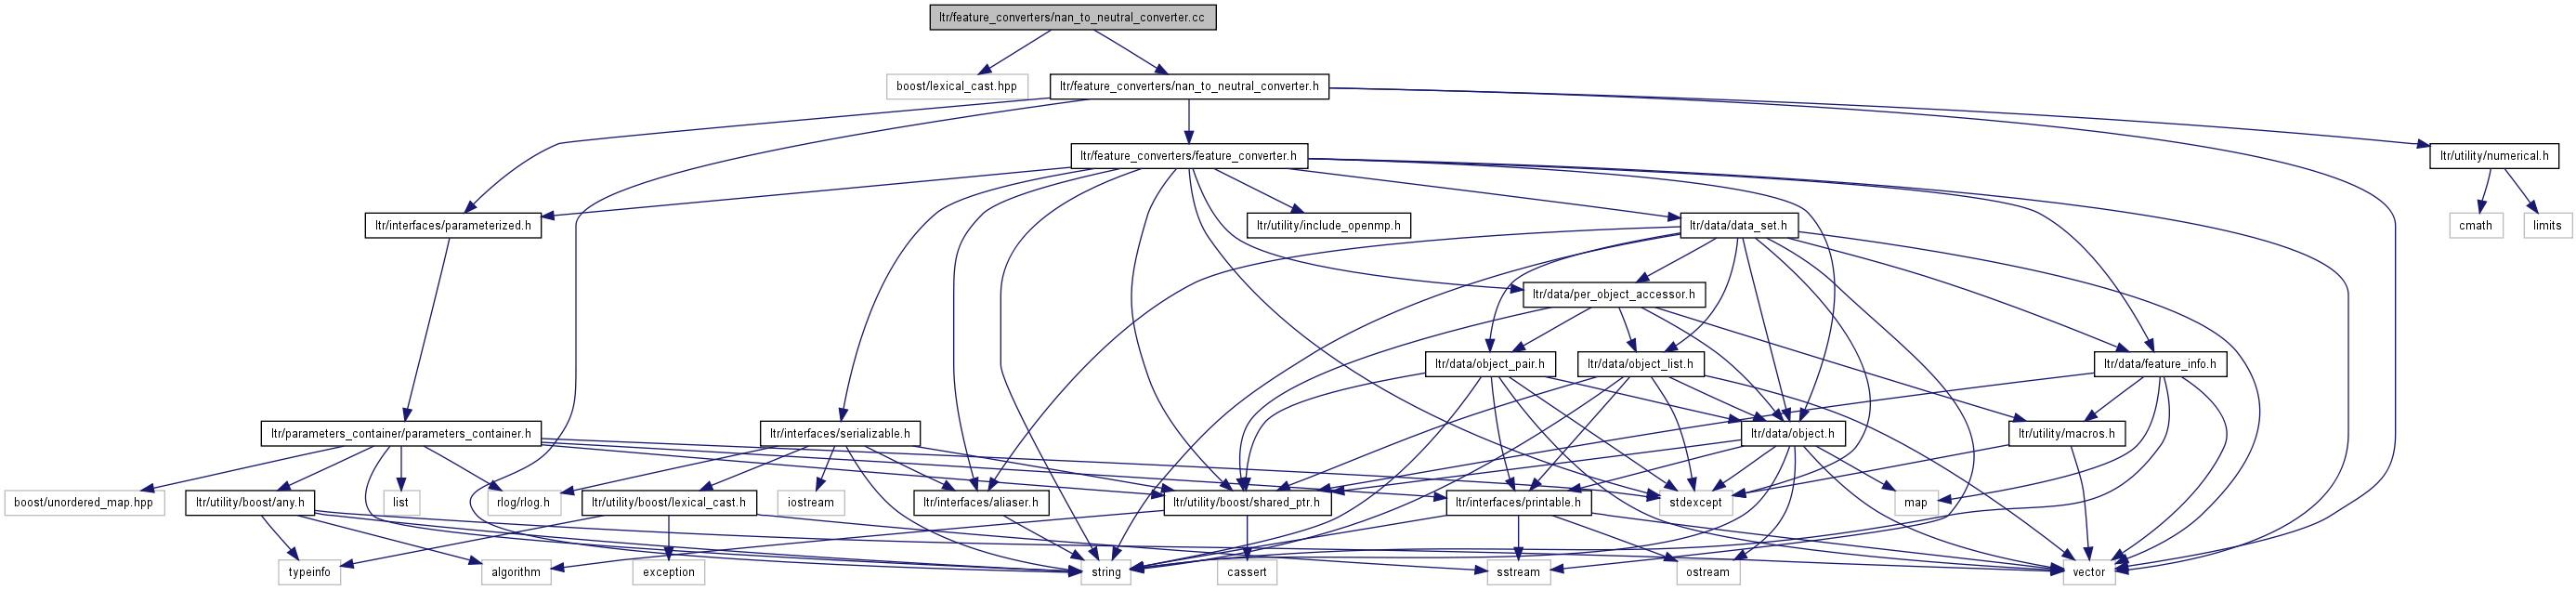 ltr/feature_converters/nan_to_neutral_converter.cc
boost/lexical_cast.hpp
ltr/feature_converters/nan_to_neutral_converter.h
ltr/feature_converters/feature_converter.h
ltr/utility/numerical.h
ltr/interfaces/parameterized.h
ltr/utility/include_openmp.h
ltr/data/data_set.h
cmath
limits
ltr/data/per_object_accessor.h
ltr/data/object_pair.h
ltr/data/object_list.h
ltr/data/feature_info.h
ltr/parameters_container/parameters_container.h
ltr/interfaces/serializable.h
ltr/data/object.h
ltr/utility/macros.h
boost/unordered_map.hpp
ltr/utility/boost/any.h
list
rlog/rlog.h
ltr/utility/boost/lexical_cast.h
iostream
ltr/interfaces/aliaser.h
ltr/utility/boost/shared_ptr.h
ltr/interfaces/printable.h
stdexcept
map
typeinfo
algorithm
exception
string
cassert
sstream
ostream
vector